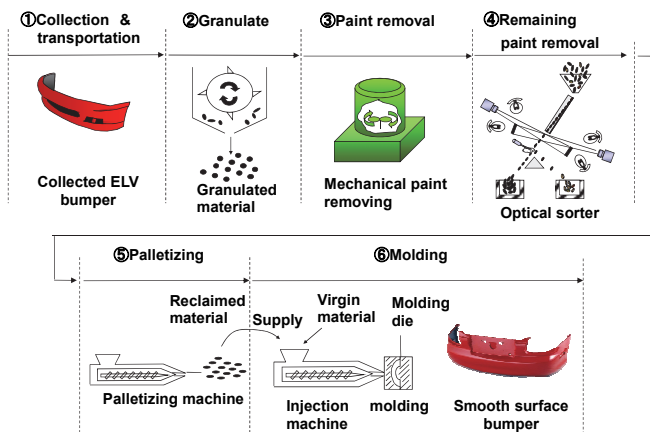 ①Collection &
transportation
②Granulate
③Paint removal
④Remaining
paint removal
Collected ELV
bumper
Granulated
material
Mechanical paint
removing
Optical sorter
⑤Palletizing
⑥Molding
Reclaimed
material
Supply
Virgin
material
Molding
die
Palletizing machine
Injection
machine
molding
Smooth surface
bumper